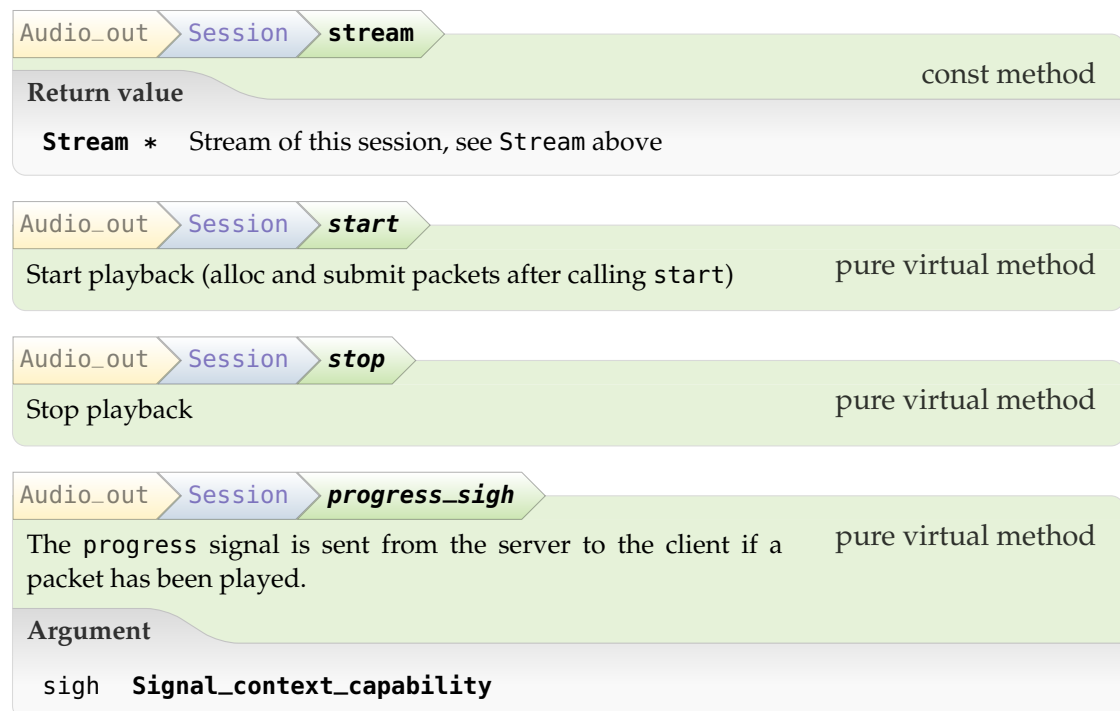 Audio_out Session stream
const method
Return value
Stream * Stream of this session, see Stream above
Audio_out Session start
Start playback (alloc and submit packets after calling start) pure virtual method
Audio_out Session stop
Stop playback pure virtual method
Audio_out Session progress_sigh
The progress signal is sent from the server to the client if a pure virtual method
packet has been played.
Argument
sigh Signal_context_capability